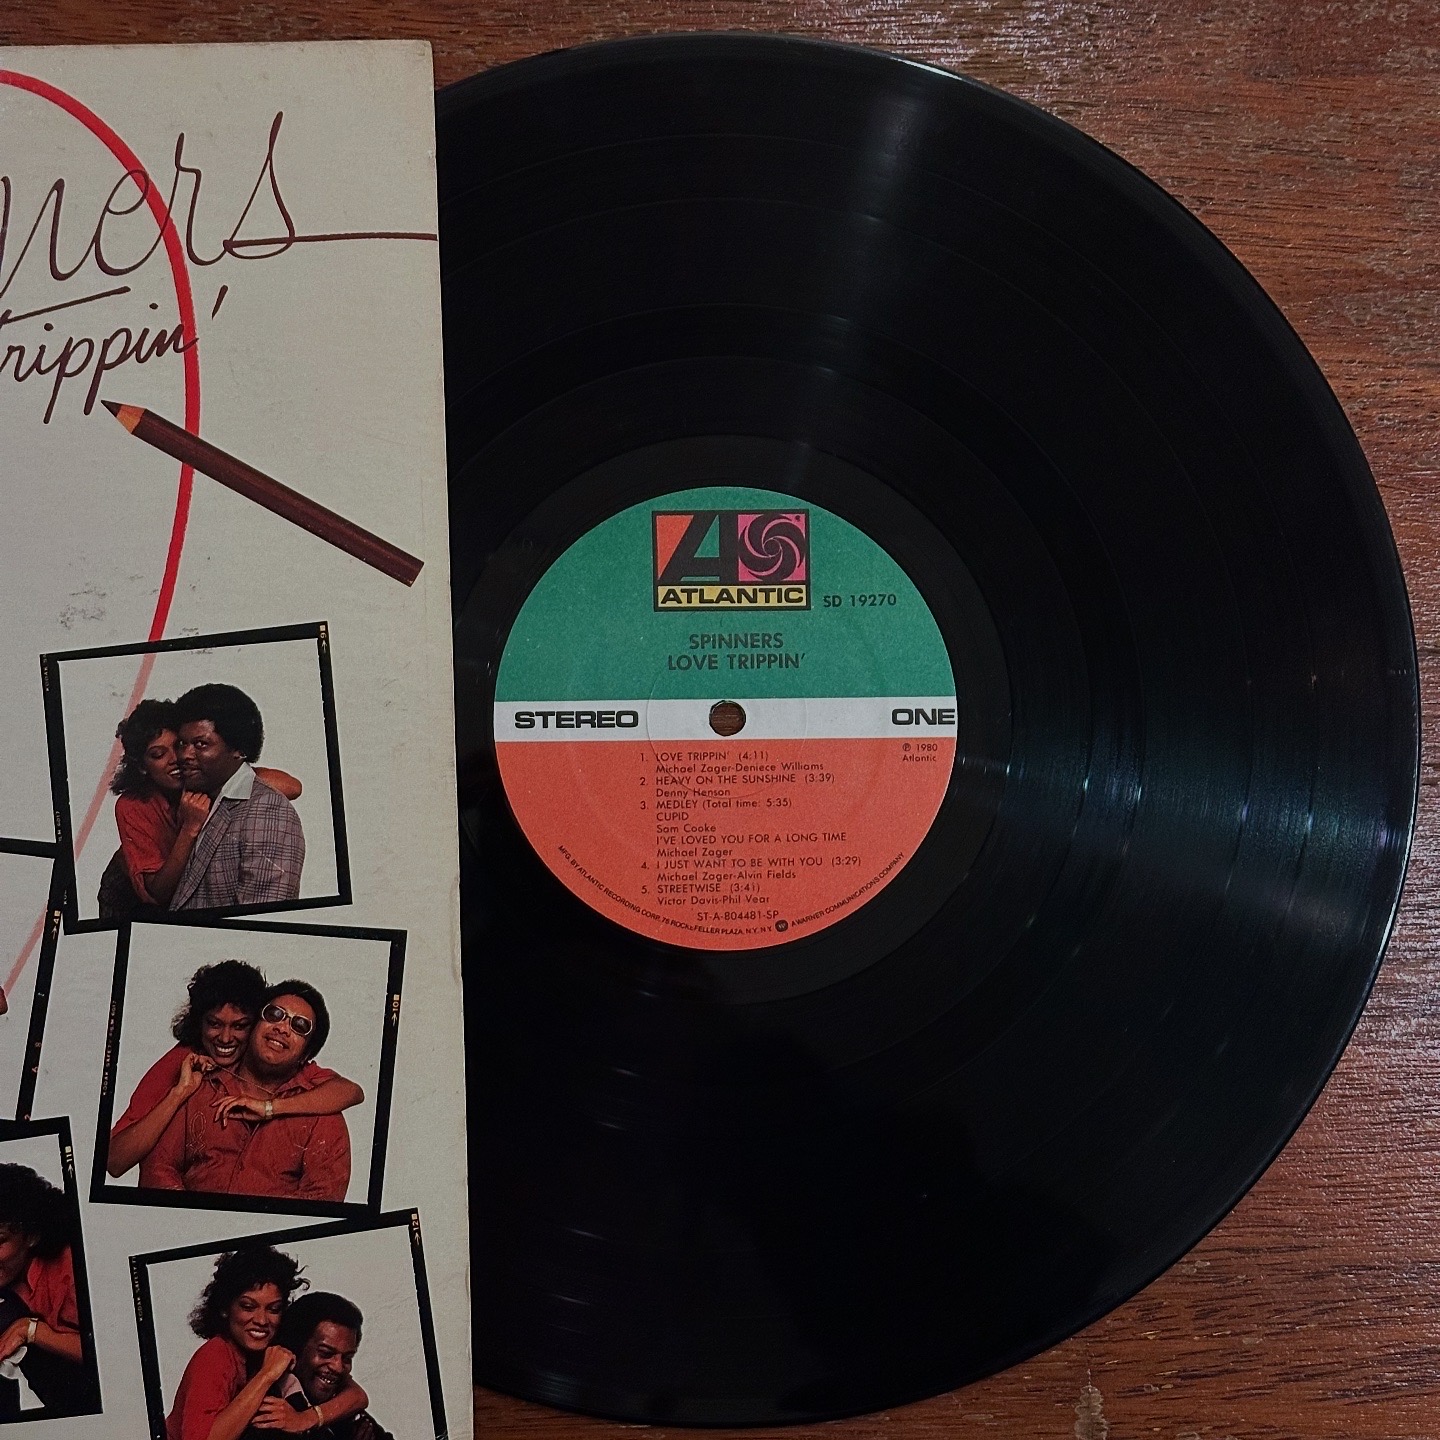 ners
rippin'
ATLANTIC
SD 19270
SPINNERS
LOVE TRIPPIN'
STEREO
ONE
℗ 1980
Atlantic
1. LOVE TRIPPIN' (4:11)
Michael Zager-Deniece Williams
2. HEAVY ON THE SUNSHINE (3:39)
Denny Henson
3. MEDLEY (Total time: 5:35)
CUPID
Sam Cooke
I'VE LOVED YOU FOR A LONG TIME
Michael Zager
4. I JUST WANT TO BE WITH YOU (3:29)
Michael Zager-Alvin Fields
5. STREETWISE (3:41)
Victor Davis-Phil Vear
ST-A-804481-SP
MFG. BY ATLANTIC RECORDING CORP., 75 ROCKEFELLER PLAZA, N.Y. N.Y. A WARNER COMMUNICATIONS COMPANY
9
10
11
12